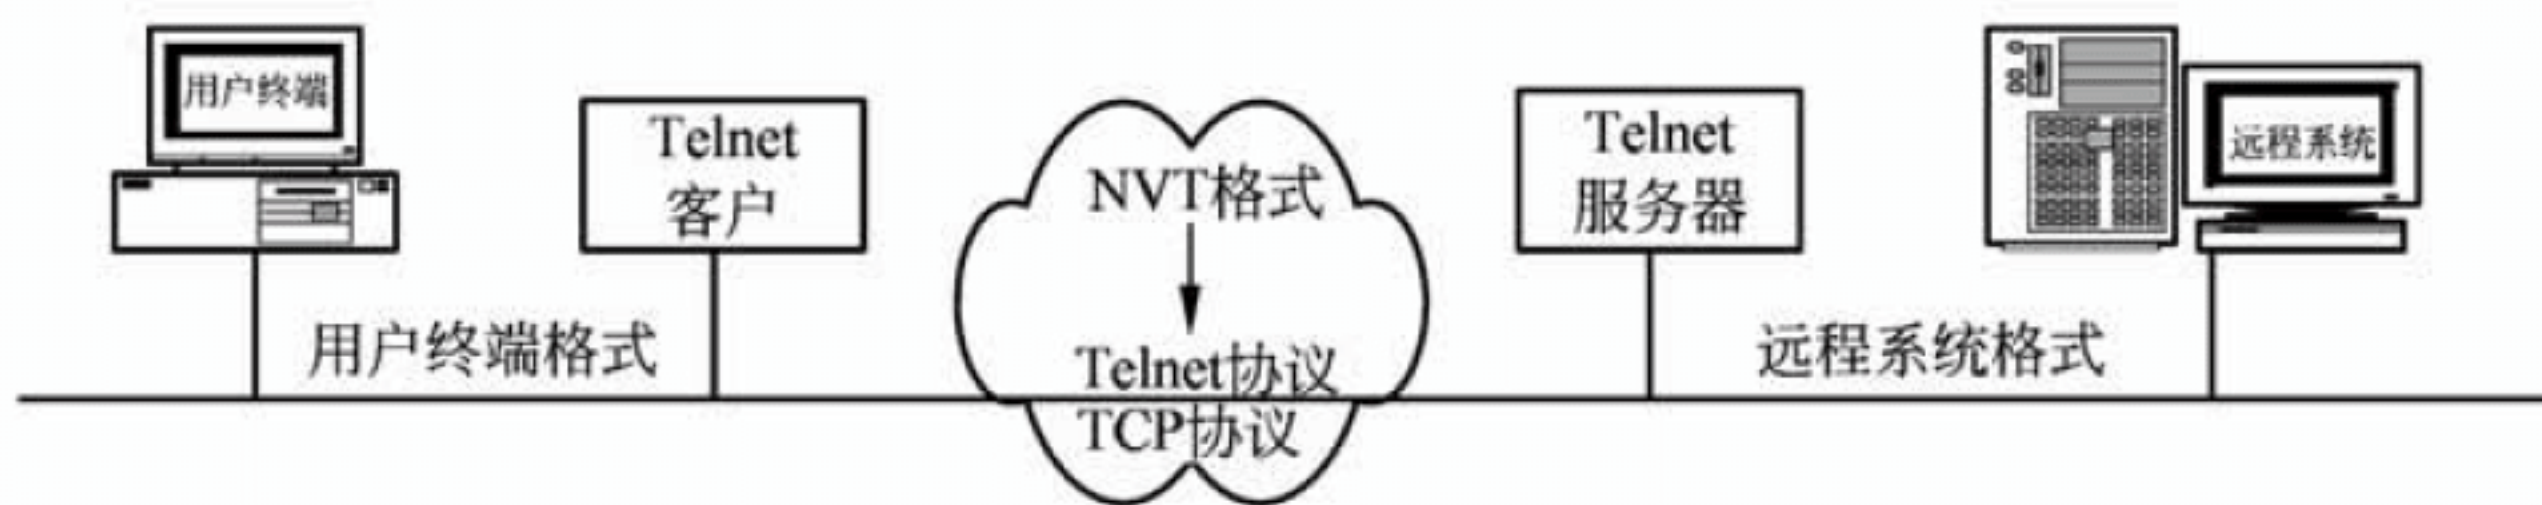 用户终端
Telnet
客户
NVT格式
Telnet协议
TCP协议
Telnet
服务器
远程系统
用户终端格式
远程系统格式